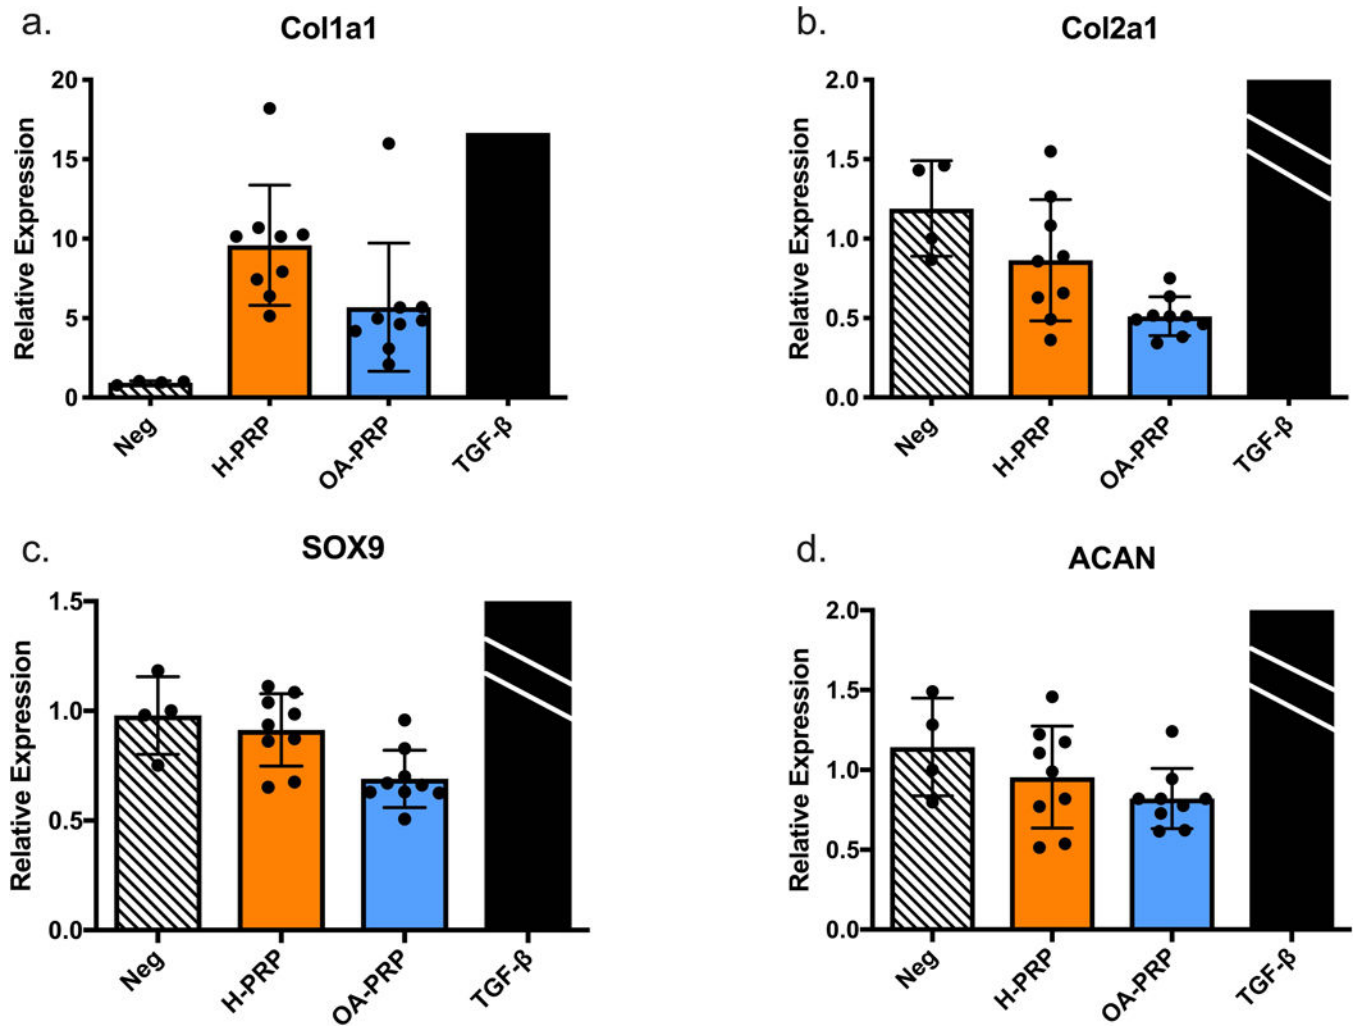 a.
Col1a1
Relative Expression
20
15
10
5
0
Neg
H-PRP
OA-PRP
TGF-β
b.
Col2a1
Relative Expression
2.0
1.5
1.0
0.5
0.0
Neg
H-PRP
OA-PRP
TGF-β
c.
SOX9
Relative Expression
1.5
1.0
0.5
0.0
Neg
H-PRP
OA-PRP
TGF-β
d.
ACAN
Relative Expression
2.0
1.5
1.0
0.5
0.0
Neg
H-PRP
OA-PRP
TGF-β